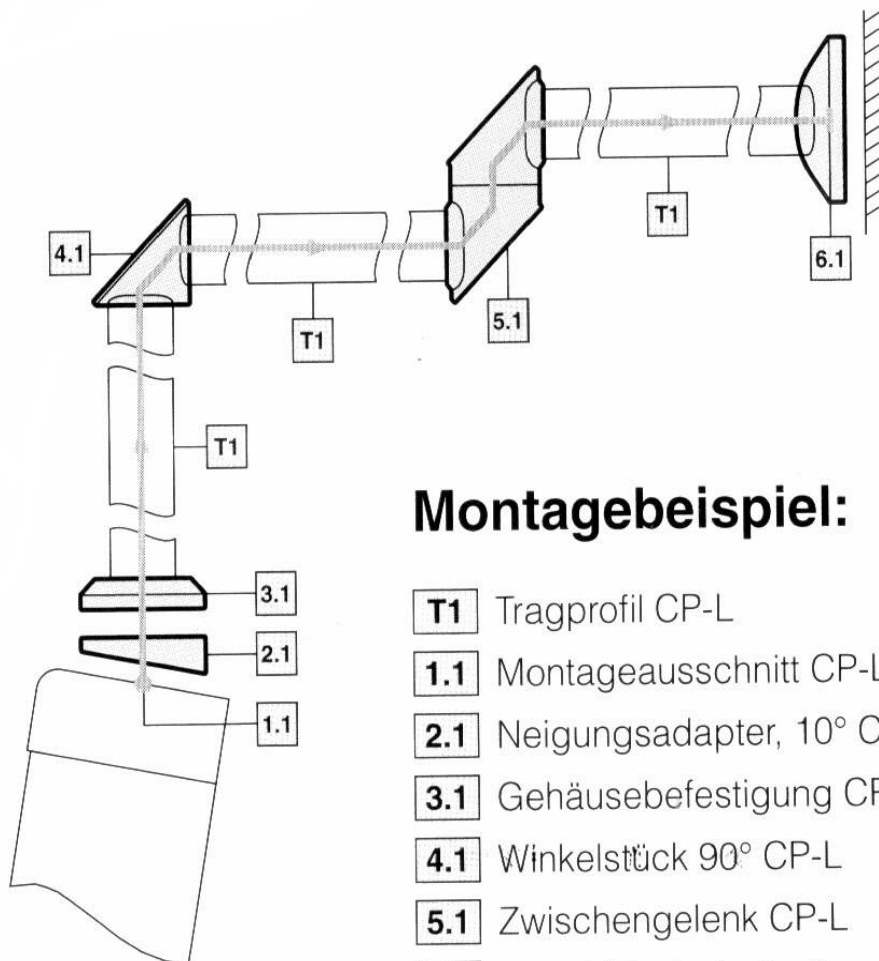 4.1
T1
5.1
T1
6.1
T1
3.1
2.1
1.1
Montagebeispiel:
T1 Tragprofil CP-L
1.1 Montageausschnitt CP-L
2.1 Neigungsadapter, 10°
3.1 Gehäusebefestigung
4.1 Winkelstück 90° CP-L
5.1 Zwischengelenk CP-L